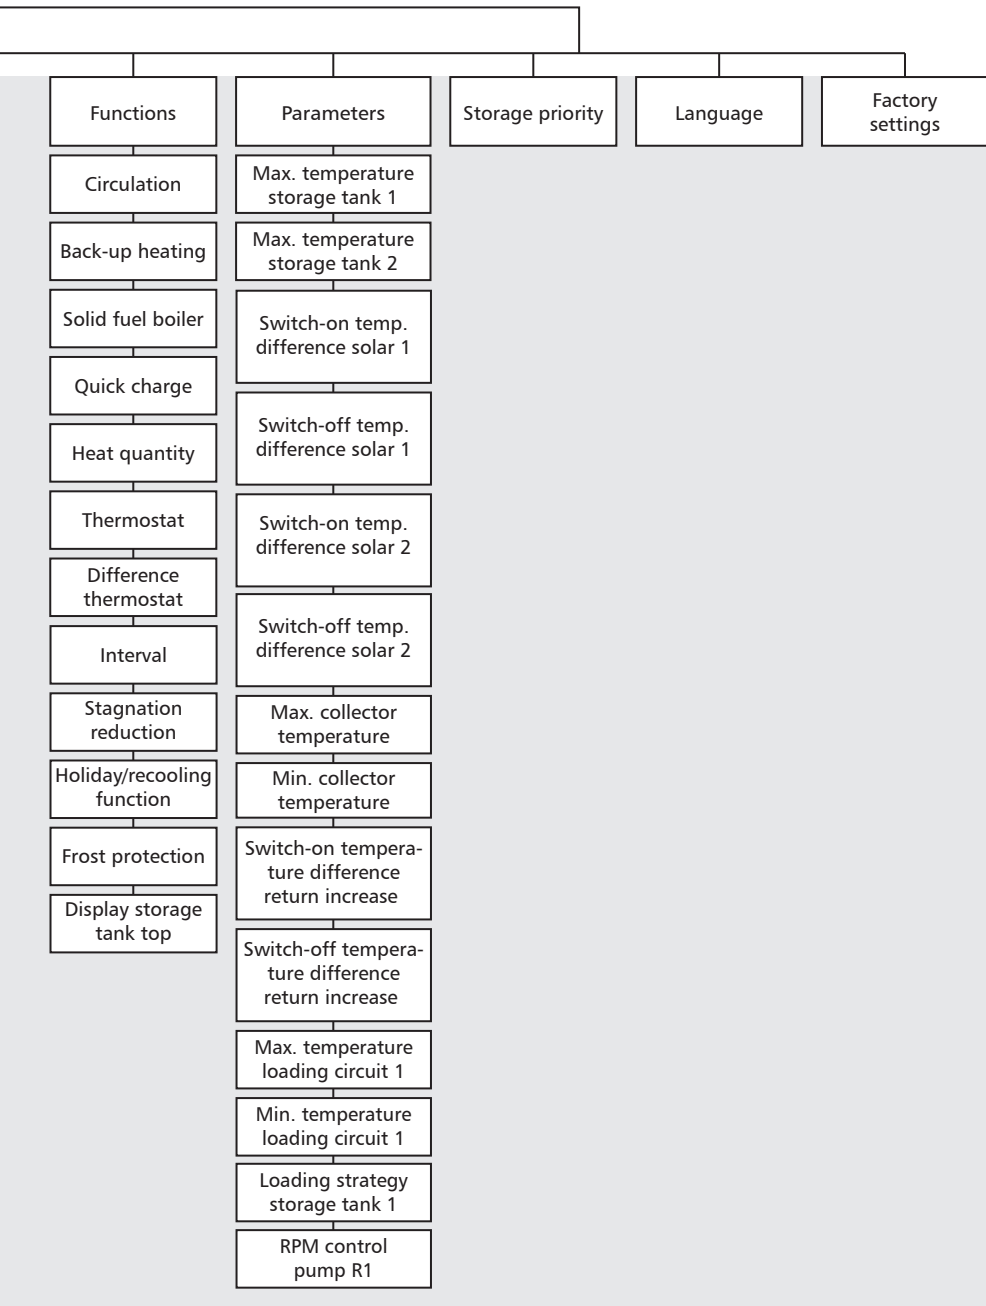 Functions
Parameters
Storage priority
Language
Factory
settings
Circulation
Back-up heating
Solid fuel boiler
Quick charge
Heat quantity
Thermostat
Difference
thermostat
Interval
Stagnation
reduction
Holiday/recooling
function
Frost protection
Display storage
tank top
Max. temperature
storage tank 1
Max. temperature
storage tank 2
Switch-on temp.
difference solar 1
Switch-off temp.
difference solar 1
Switch-on temp.
difference solar 2
Switch-off temp.
difference solar 2
Max. collector
temperature
Min. collector
temperature
Switch-on tempera-
ture difference
return increase
Switch-off tempera-
ture difference
return increase
Max. temperature
loading circuit 1
Min. temperature
loading circuit 1
Loading strategy
storage tank 1
RPM control
pump R1